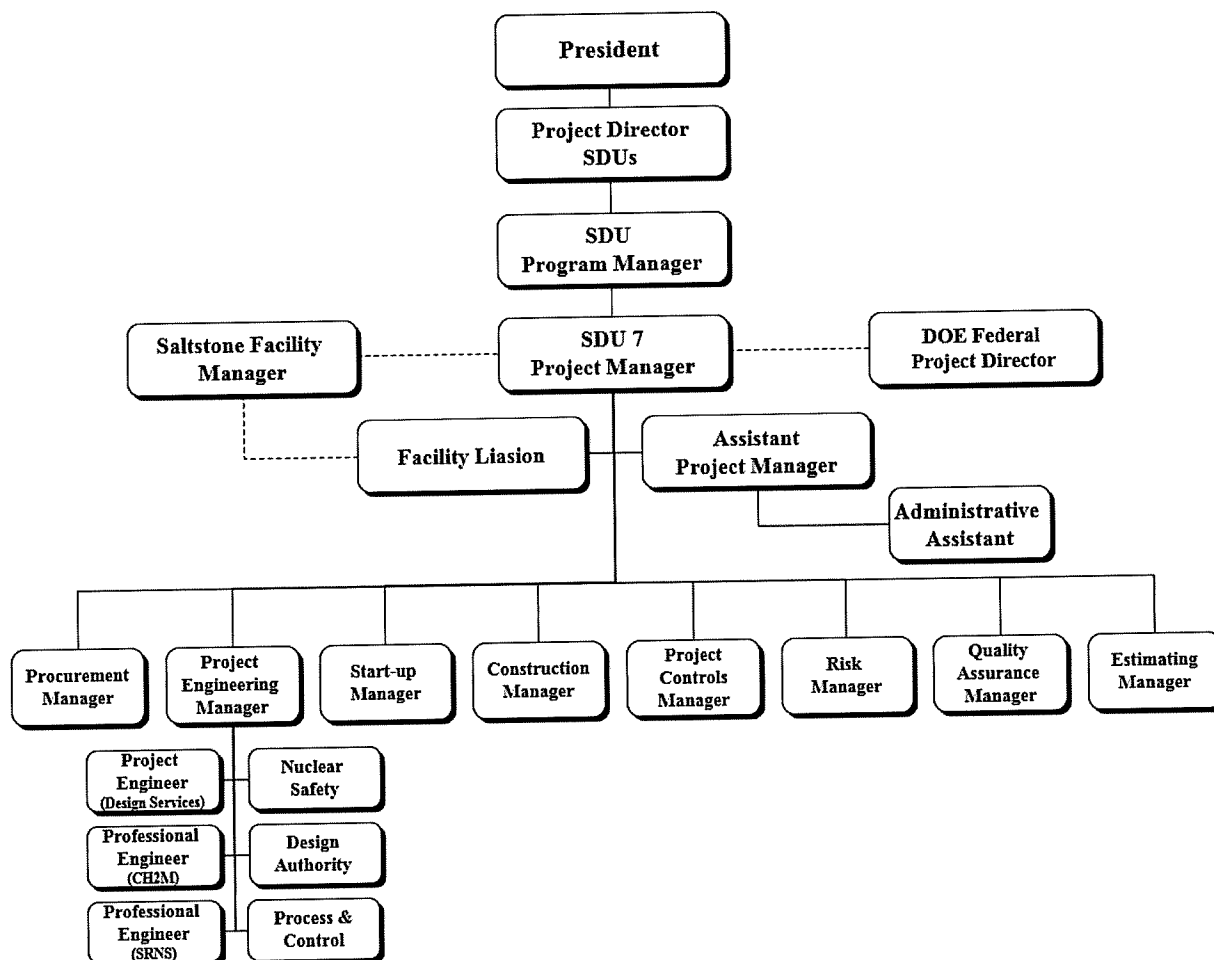 President
Project Director
SDUs
SDU
Program Manager
Saltstone Facility
Manager
SDU 7
Project Manager
DOE Federal
Project Director
Facility Liasion
Assistant
Project Manager
Administrative
Assistant
Procurement
Manager
Project
Engineering
Manager
Start-up
Manager
Construction
Manager
Project
Controls
Manager
Risk
Manager
Quality
Assurance
Manager
Estimating
Manager
Project
Engineer
(Design Services)
Nuclear
Safety
Professional
Engineer
(CH2M)
Design
Authority
Professional
Engineer
(SRNS)
Process &
Control